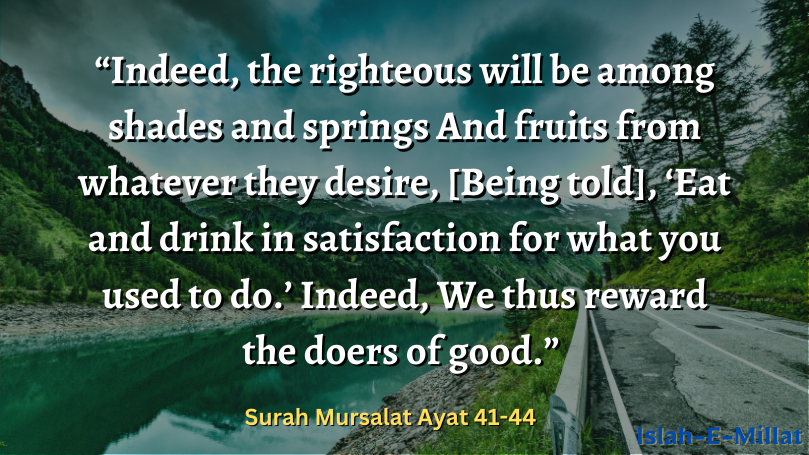 “Indeed, the righteous will be among
shades and springs And fruits from
whatever they desire, [Being told], ‘Eat
and drink in satisfaction for what you
used to do.’ Indeed, We thus reward
the doers of good.”
Surah Mursalat Ayat 41-44
Islah-E-Millat